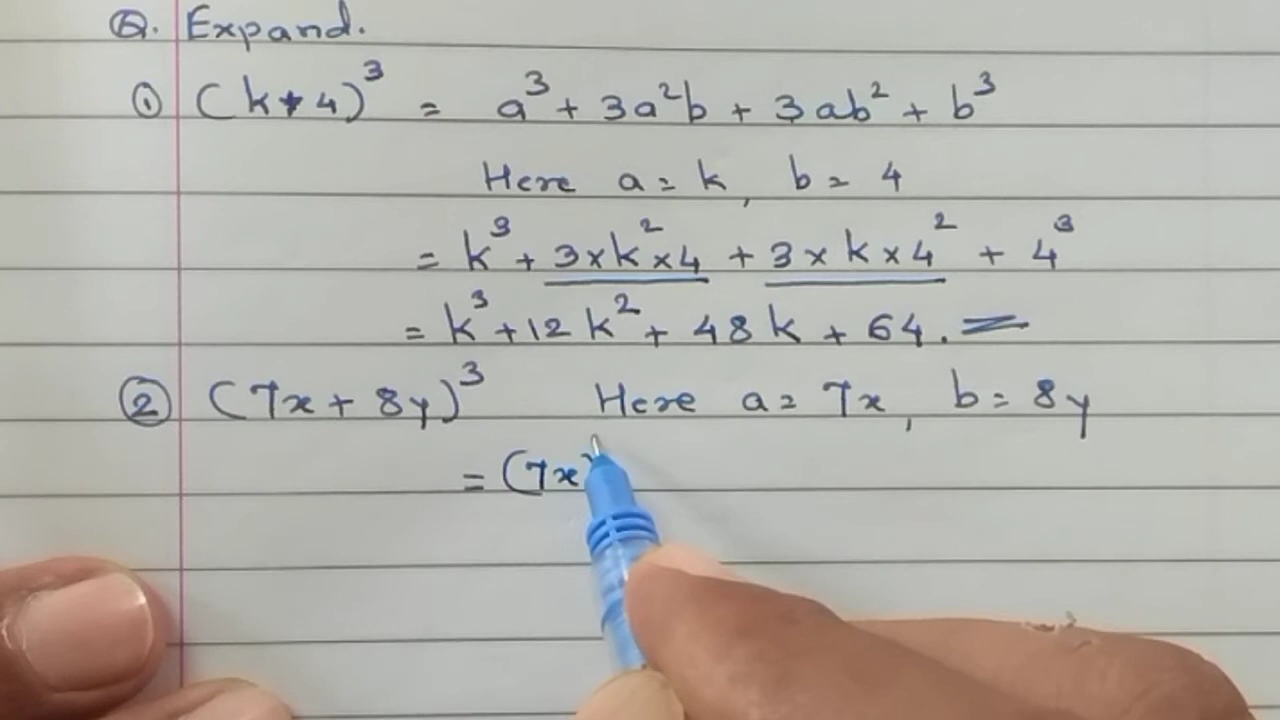 Q. Expand.
① (k+4)³ = a³ + 3a²b + 3ab² + b³
Here a = k, b = 4
= k³ + 3×k²×4 + 3×k×4² + 4³
= k³ + 12k² + 48k + 64.
② (7x + 8y)³ Here a = 7x, b = 8y
= (7x)